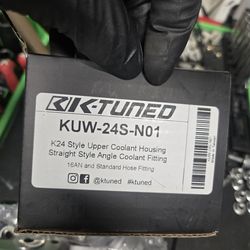 K-TUNED
KUW-24S-N01
K24 Style Upper Coolant Housing
Straight Style Angle Coolant Fitting
16AN and Standard Hose Fitting
@ktuned #ktuned